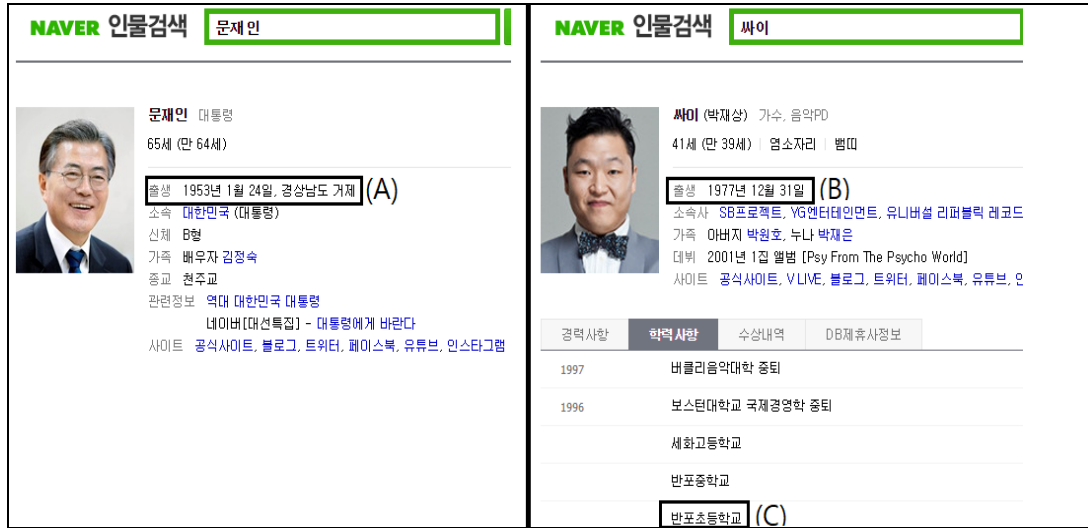 NAVER 인물검색 문재인
문재인 대통령
65세 (만 64세)
출생 1953년 1월 24일, 경상남도 거제 (A)
소속 대한민국 (대통령)
신체 B형
가족 배우자 김정숙
종교 천주교
관련정보 역대 대한민국 대통령
네이버[대선특집] - 대통령에게 바란다
사이트 공식사이트, 블로그, 트위터, 페이스북, 유튜브, 인스타그램
NAVER 인물검색 싸이
싸이 (박재상) 가수, 음악PD
41세 (만 39세) | 염소자리 | 뱀띠
출생 1977년 12월 31일 (B)
소속사 SB프로젝트, YG엔터테인먼트, 유니버설 리퍼블릭 레코드
가족 아버지 박원호, 누나 박재은
데뷔 2001년 1집 앨범 [Psy From The Psycho World]
사이트 공식사이트, V LIVE, 블로그, 트위터, 페이스북, 유튜브, 인
경력사항 학력사항 수상내역 DB제휴사정보
1997 버클리음악대학 중퇴
1996 보스턴대학교 국제경영학 중퇴
세화고등학교
반포중학교
반포초등학교 (C)